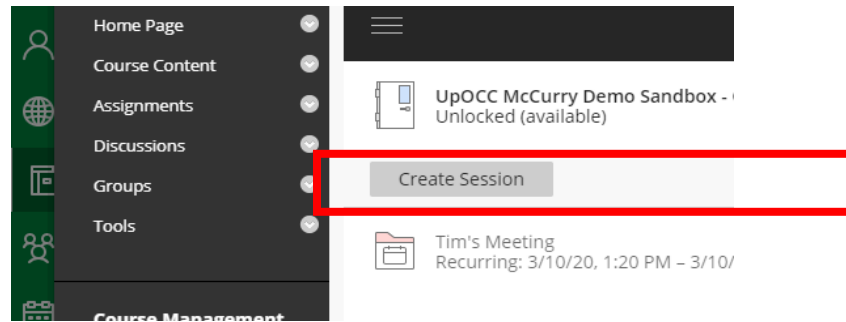 Home Page
Course Content
Assignments
Discussions
Groups
Tools
Course Management
UpOCC McCurry Demo Sandbox -
Unlocked (available)
Create Session
Tim's Meeting
Recurring: 3/10/20, 1:20 PM – 3/10/